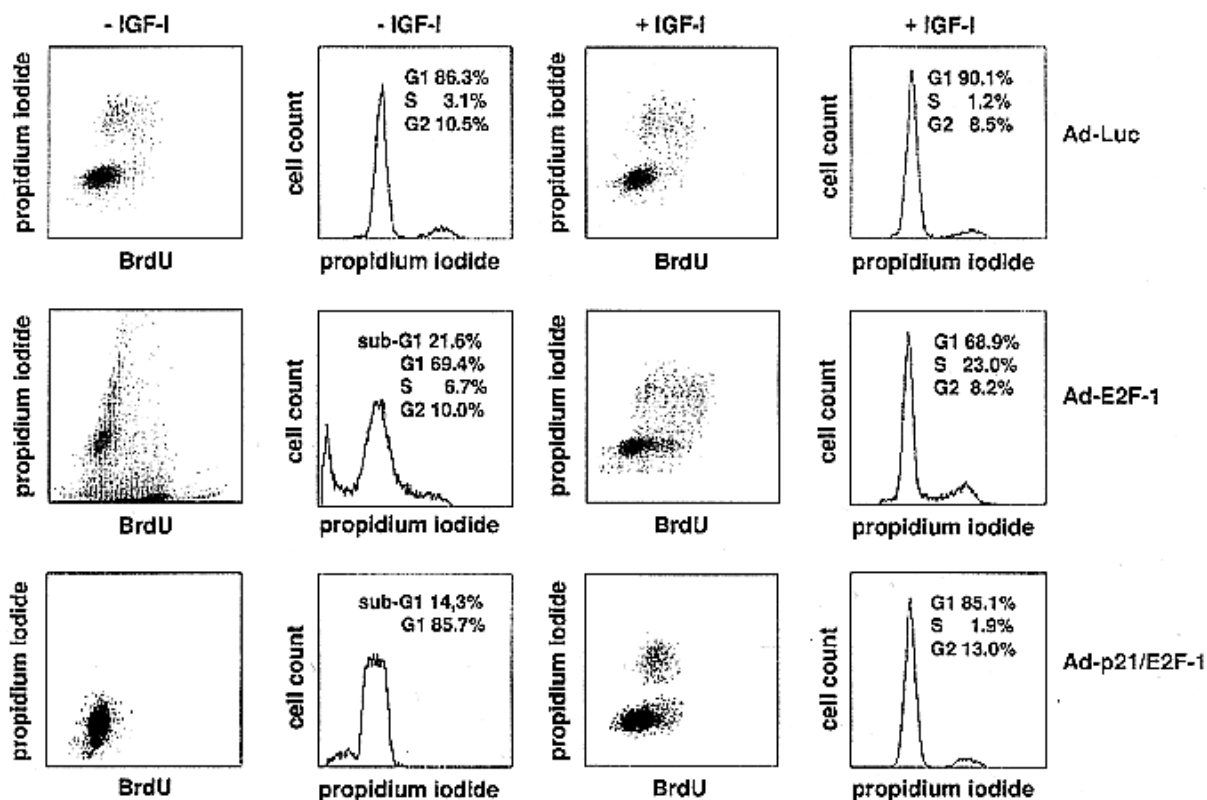 - IGF-I
- IGF-I
+ IGF-I
+ IGF-I
propidium iodide
BrdU
cell count
G1 86.3%
S 3.1%
G2 10.5%
propidium iodide
propidium iodide
BrdU
cell count
G1 90.1%
S 1.2%
G2 8.5%
propidium iodide
Ad-Luc
propidium iodide
BrdU
cell count
sub-G1 21.6%
G1 69.4%
S 6.7%
G2 10.0%
propidium iodide
propidium iodide
BrdU
cell count
G1 68.9%
S 23.0%
G2 8.2%
propidium iodide
Ad-E2F-1
propidium iodide
BrdU
cell count
sub-G1 14,3%
G1 85.7%
propidium iodide
propidium iodide
BrdU
cell count
G1 85.1%
S 1.9%
G2 13.0%
propidium iodide
Ad-p21/E2F-1